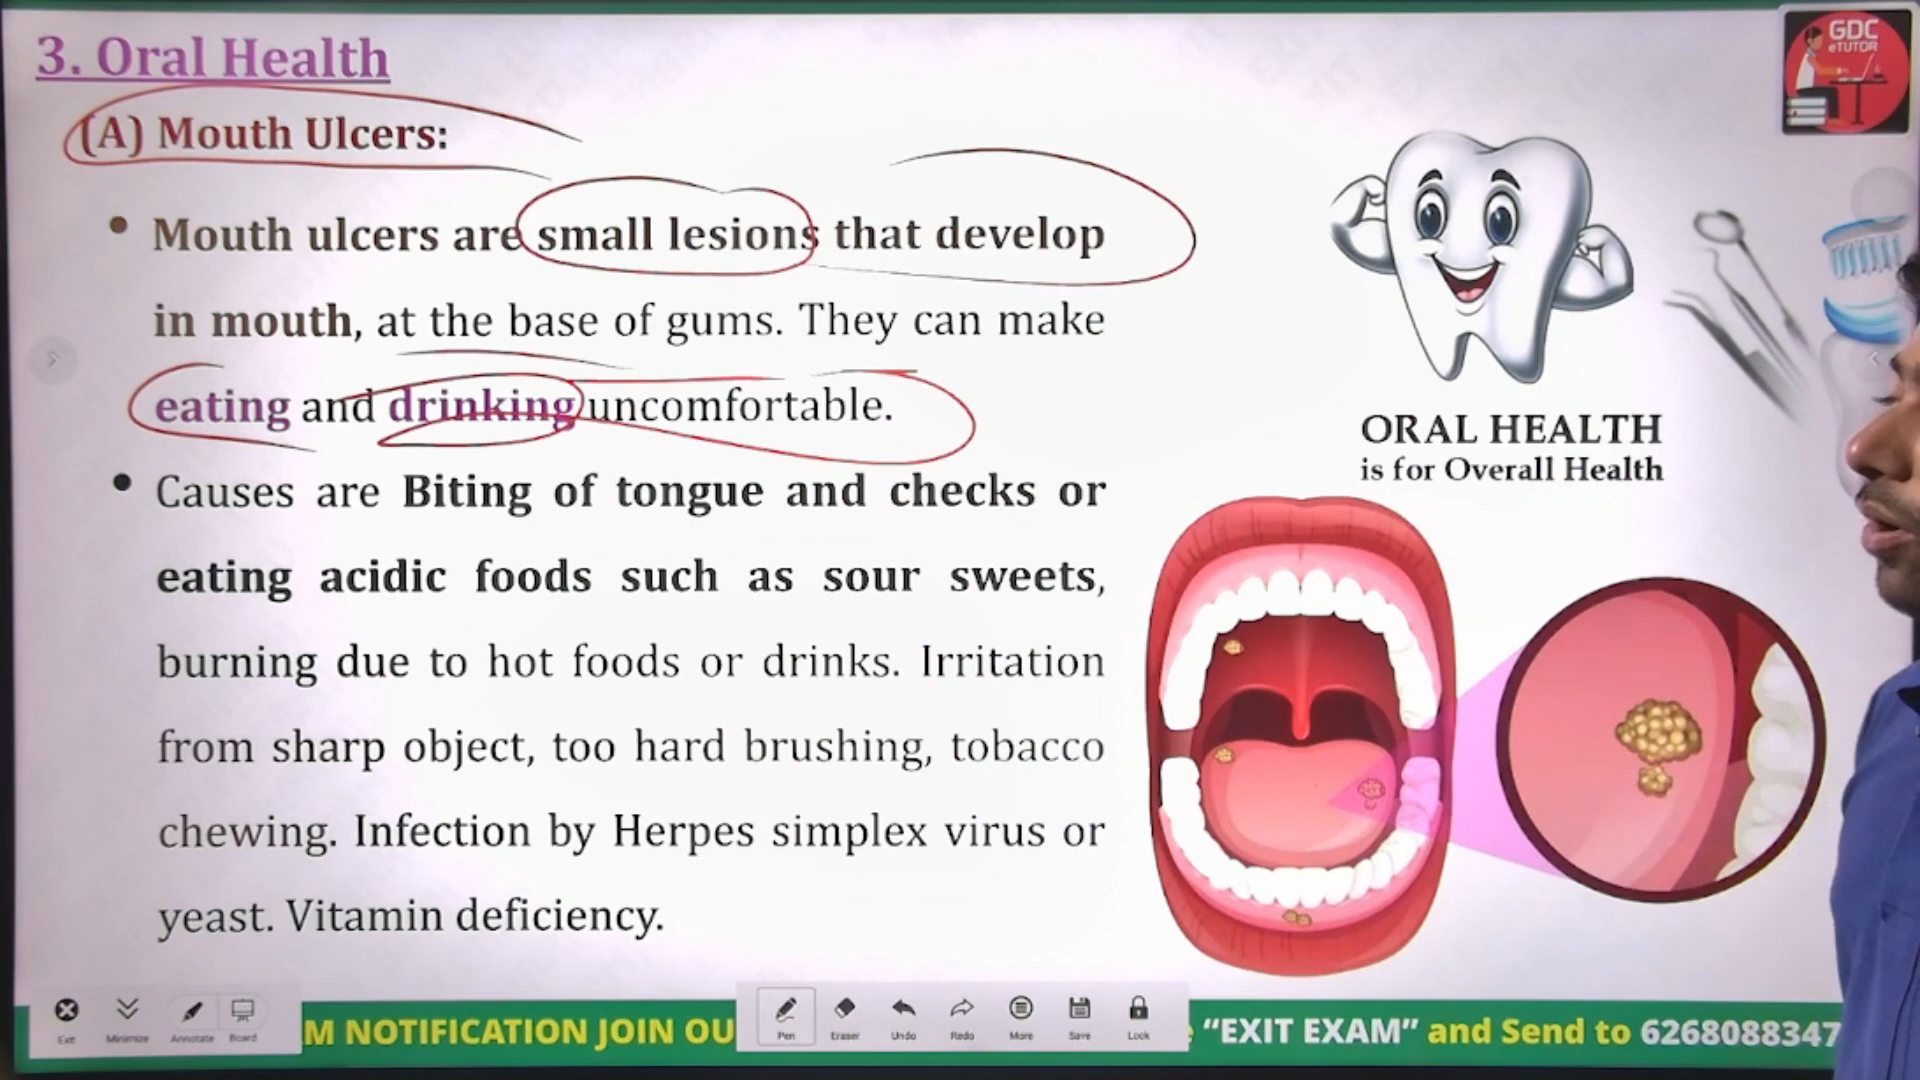 3. Oral Health
GDC
eTUTOR
(A) Mouth Ulcers:
• Mouth ulcers are small lesions that develop
in mouth, at the base of gums. They can make
eating and drinking uncomfortable.
• Causes are Biting of tongue and checks or
eating acidic foods such as sour sweets,
burning due to hot foods or drinks. Irritation
from sharp object, too hard brushing, tobacco
chewing. Infection by Herpes simplex virus or
yeast. Vitamin deficiency.
ORAL HEALTH
is for Overall Health
Exit Minimize Annotate Board
Pen Eraser Undo Redo More Save Lock
M NOTIFICATION JOIN OU
"EXIT EXAM" and Send to 6268088347